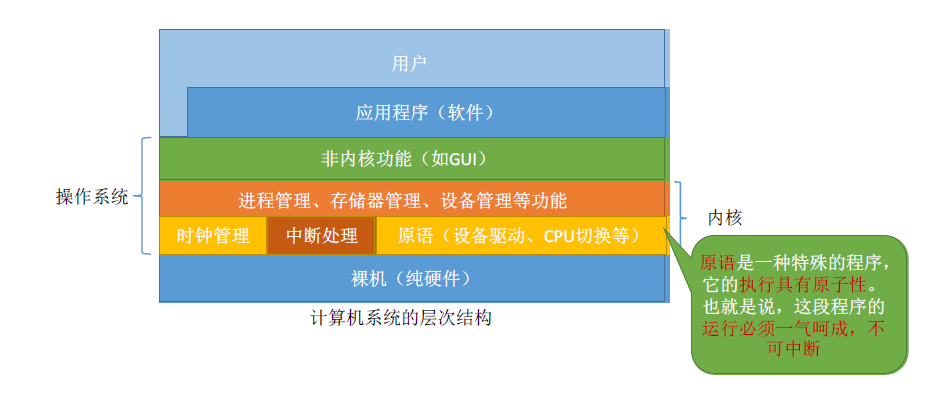 用户
应用程序（软件）
非内核功能（如GUI）
操作系统
进程管理、存储器管理、设备管理等功能
内核
时钟管理
中断处理
原语（设备驱动、CPU切换等）
原语是一种特殊的程序，
它的执行具有原子性。
也就是说，这段程序的
运行必须一气呵成，不
可中断
裸机（纯硬件）
计算机系统的层次结构